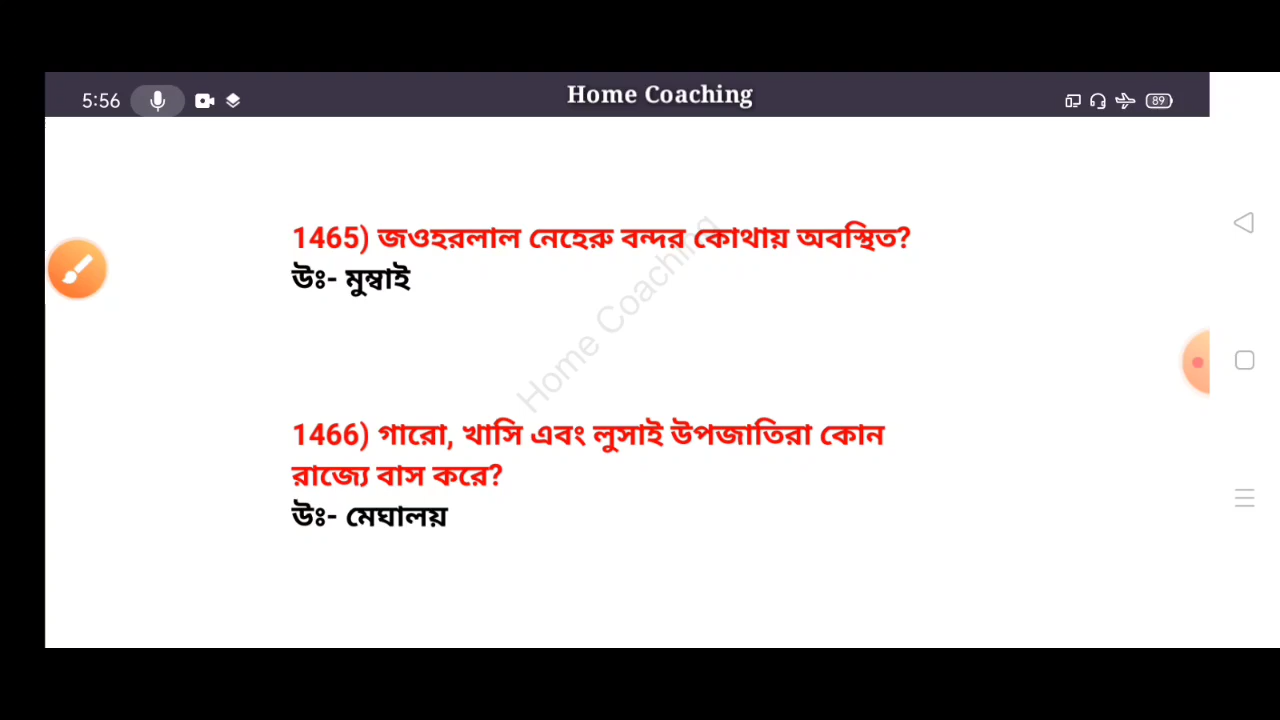 5:56
Home Coaching
89
1465) জওহরলাল নেহেরু বন্দর কোথায় অবস্থিত?
উঃ- মুম্বাই
Home Coaching
1466) গারো, খাসি এবং লুসাই উপজাতিরা কোন
রাজ্যে বাস করে?
উঃ- মেঘালয়